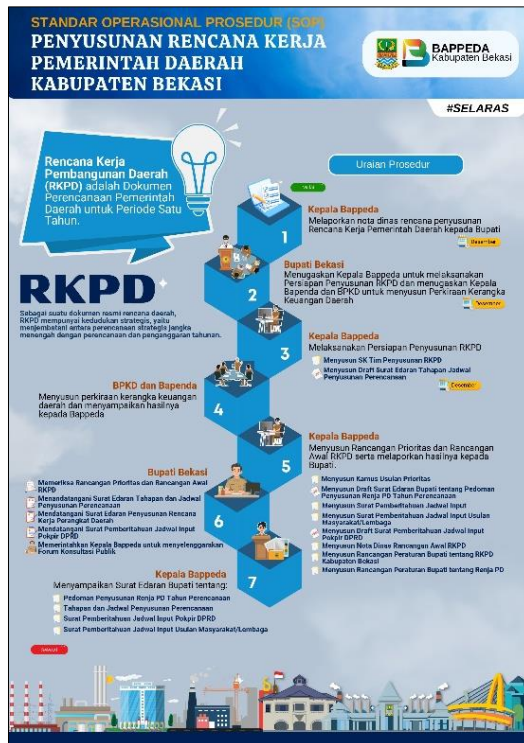 STANDAR OPERASIONAL PROSEDUR (SOP)
PENYUSUNAN RENCANA KERJA
PEMERINTAH DAERAH
KABUPATEN BEKASI
BAPPEDA
Kabupaten Bekasi
#SELARAS
Rencana Kerja
Pembangunan Daerah
(RKPD) adalah Dokumen
Perencanaan Pemerintah
Daerah untuk Periode Satu
Tahun.
RKPD
Sebagai suatu dokumen resmi rencana daerah,
RKPD mempunyai kedudukan strategis, yaitu
menjembatani antara perencanaan strategis jangka
menengah dengan perencanaan dan penganggaran tahunan.
Uraian Prosedur
1
Kepala Bappeda
Melaporkan nota dinas rencana penyusunan
Rencana Kerja Pemerintah Daerah kepada Bupati
Desember
2
Bupati Bekasi
Menugaskan Kepala Bappeda untuk melaksanakan
Persiapan Penyusunan RKPD dan menugaskan Kepala
Bapenda dan BPKD untuk menyusun Perkiraan Kerangka
Keuangan Daerah
Desember
3
Kepala Bappeda
Melaksanakan Persiapan Penyusunan RKPD
Menyusun SK Tim Penyusunan RKPD
Menyusun Draft Surat Edaran Tahapan Jadwal
Penyusunan Perencanaan
Desember
BPKD dan Bapenda
Menyusun perkiraan kerangka keuangan
daerah dan menyampaikan hasilnya
kepada Bappeda
4
5
Kepala Bappeda
Menyusun Rancangan Prioritas dan Rancangan
Awal RKPD serta melaporkan hasilnya kepada
Bupati.
Menyusun Kamus Usulan Prioritas
Menyusun Draft Surat Edaran Bupati tentang Pedoman
Penyusunan Renja PD Tahun Perencanaan
Menyusun Surat Pemberitahuan Jadwal Input
Menyusun Surat Pemberitahuan Jadwal Input Usulan
Masyarakat/Lembaga
Menyusun Draft Surat Pemberitahuan Jadwal Input
Pokpir DPRD
Menyusun Nota Dinas Rancangan Awal RKPD
Menyusun Rancangan Peraturan Bupati tentang RKPD
Kabupaten Bekasi
Menyusun Rancangan Peraturan Bupati tentang Renja PD
Bupati Bekasi
Memeriksa Rancangan Prioritas dan Rancangan Awal
RKPD
Menandatangani Surat Edaran Tahapan dan Jadwal
Penyusunan Perencanaan
Mendatangani Surat Edaran Penyusunan Rencana
Kerja Perangkat Daerah
Mendatangani Surat Pemberitahuan Jadwal Input
Pokpir DPRD
Memerintahkan Kepala Bappeda untuk menyelenggarakan
Forum Konsultasi Publik
6
7
Kepala Bappeda
Menyampaikan Surat Edaran Bupati tentang:
Pedoman Penyusunan Renja PD Tahun Perencanaan
Tahapan dan Jadwal Penyusunan Perencanaan
Surat Pemberitahuan Jadwal Input Pokpir DPRD
Surat Pemberitahuan Jadwal Input Usulan Masyarakat/Lembaga